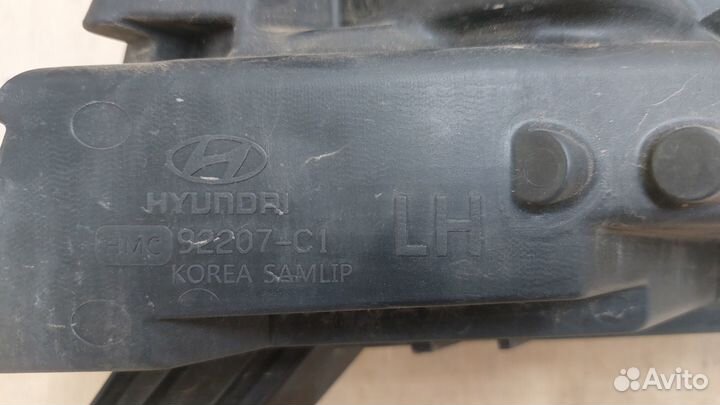 HYUNDAI
HMC 92207-C1 LH
KOREA SAMLIP
Avito